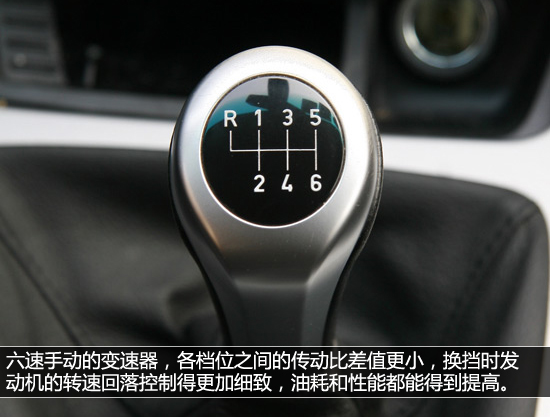 R 1 3 5
2 4 6
六速手动的变速器，各档位之间的传动比差值更小，换挡时发
动机的转速回落控制得更加细致，油耗和性能都能得到提高。